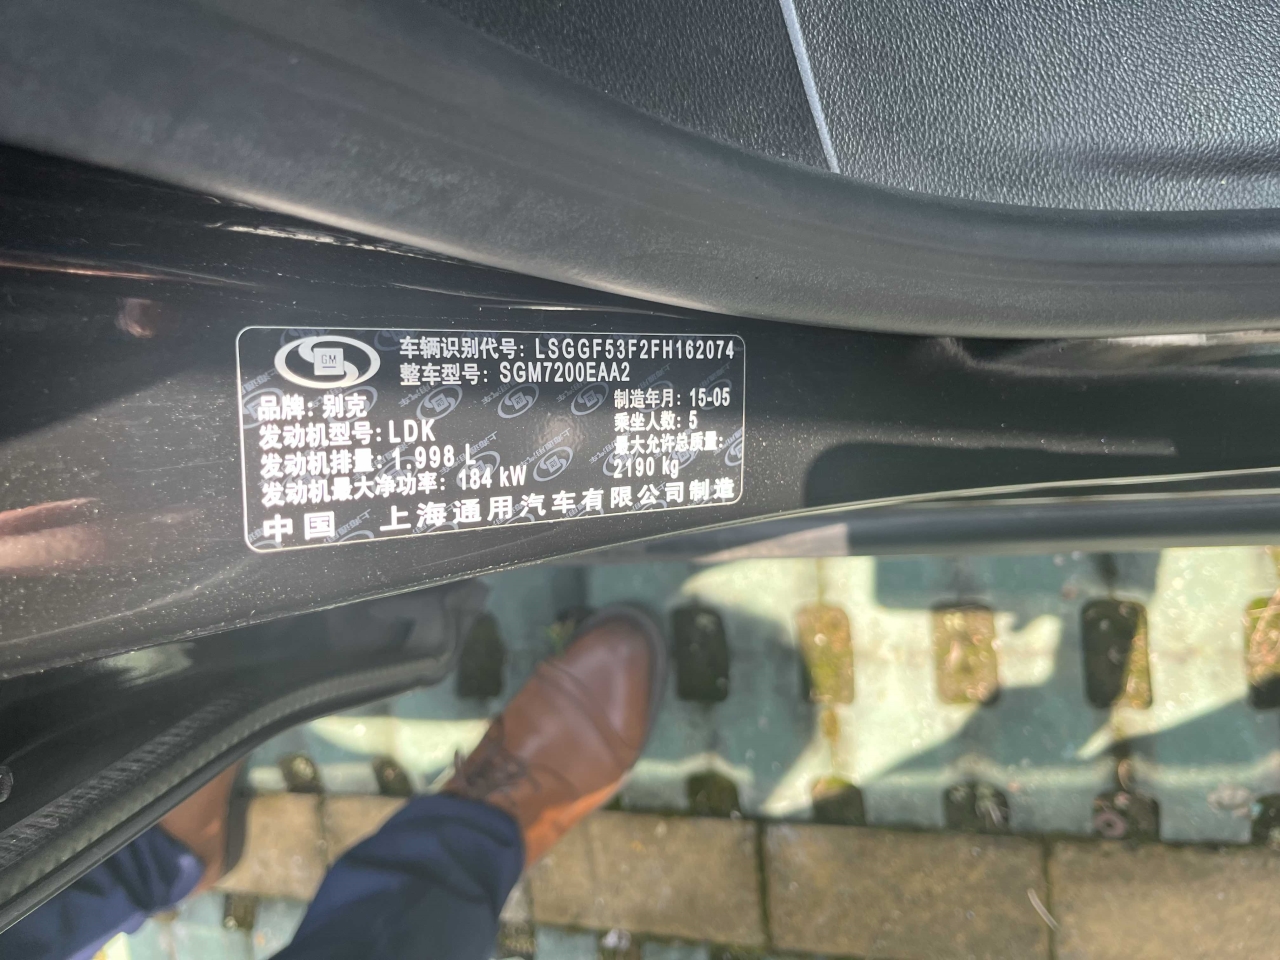 GM
车辆识别代号: LSGGF53F2FH162074
整车型号: SGM7200EAA2
品牌: 别克
制造年月: 15-05
发动机型号: LDK
乘坐人数: 5
发动机排量: 1.998 L
最大允许总质量:
2190 kg
发动机最大净功率: 184 kW
中国 上海通用汽车有限公司制造